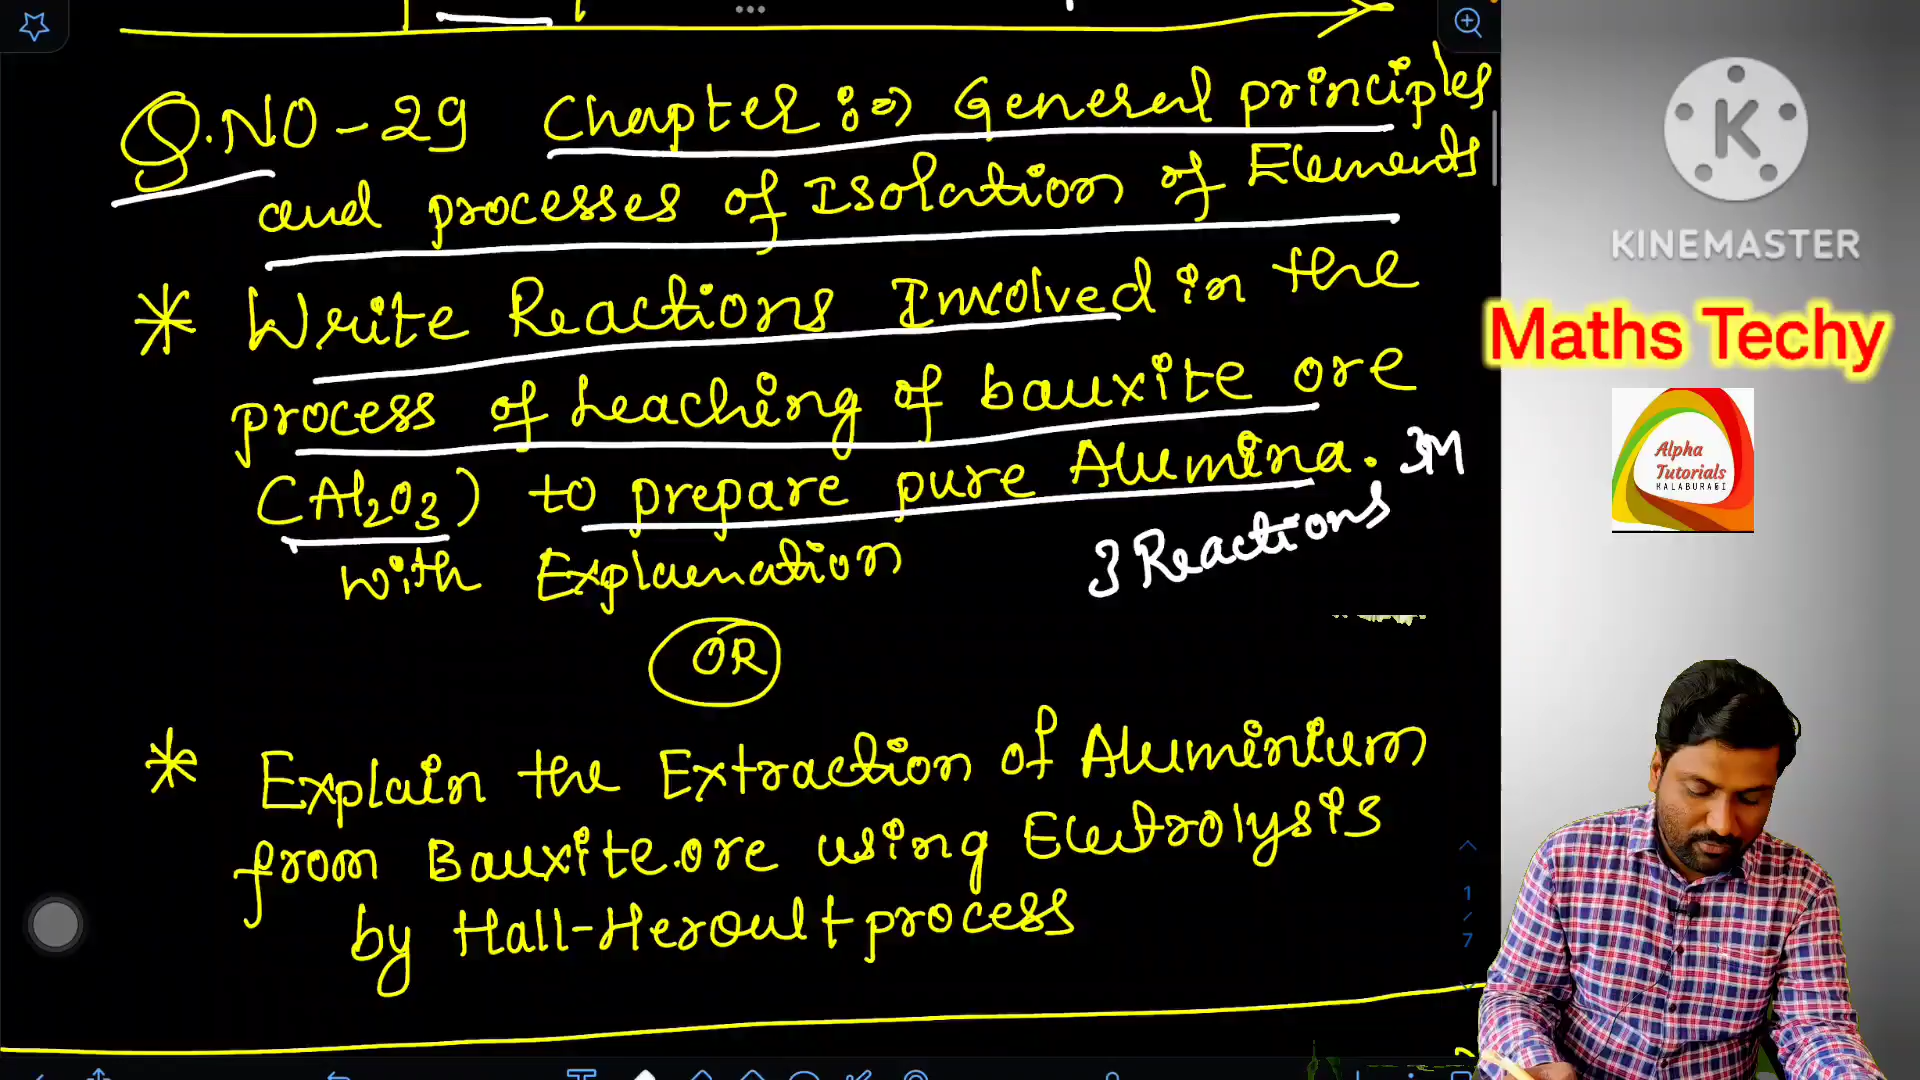 Q.NO-29 Chapter :⇒ General principles
and processes of Isolation of Elements
* Write Reactions Involved in the
process of Leaching of bauxite ore
(Al2O3) to prepare pure Alumina. 3M
with Explanation 3 Reactions
OR
* Explain the Extraction of Aluminium
from Bauxite.ore using Electrolysis
by Hall-Heroult process
K
KINEMASTER
Maths Techy
Alpha
Tutorials
KALABURAGI
1
7